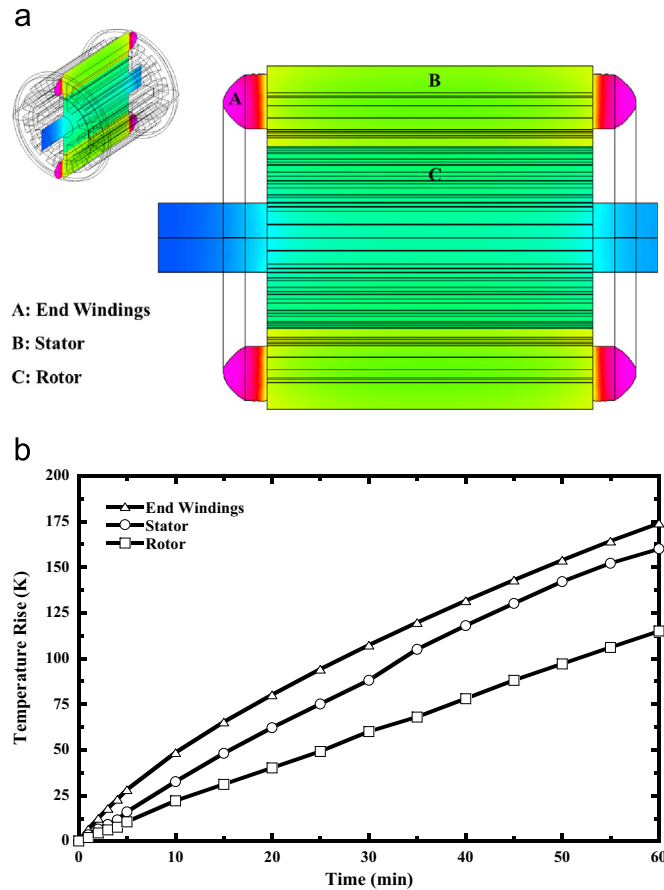 a
A
B
C
A: End Windings
B: Stator
C: Rotor
b
200
175
150
125
100
75
50
25
0
End Windings
Stator
Rotor
Temperature Rise (K)
0 10 20 30 40 50 60
Time (min)